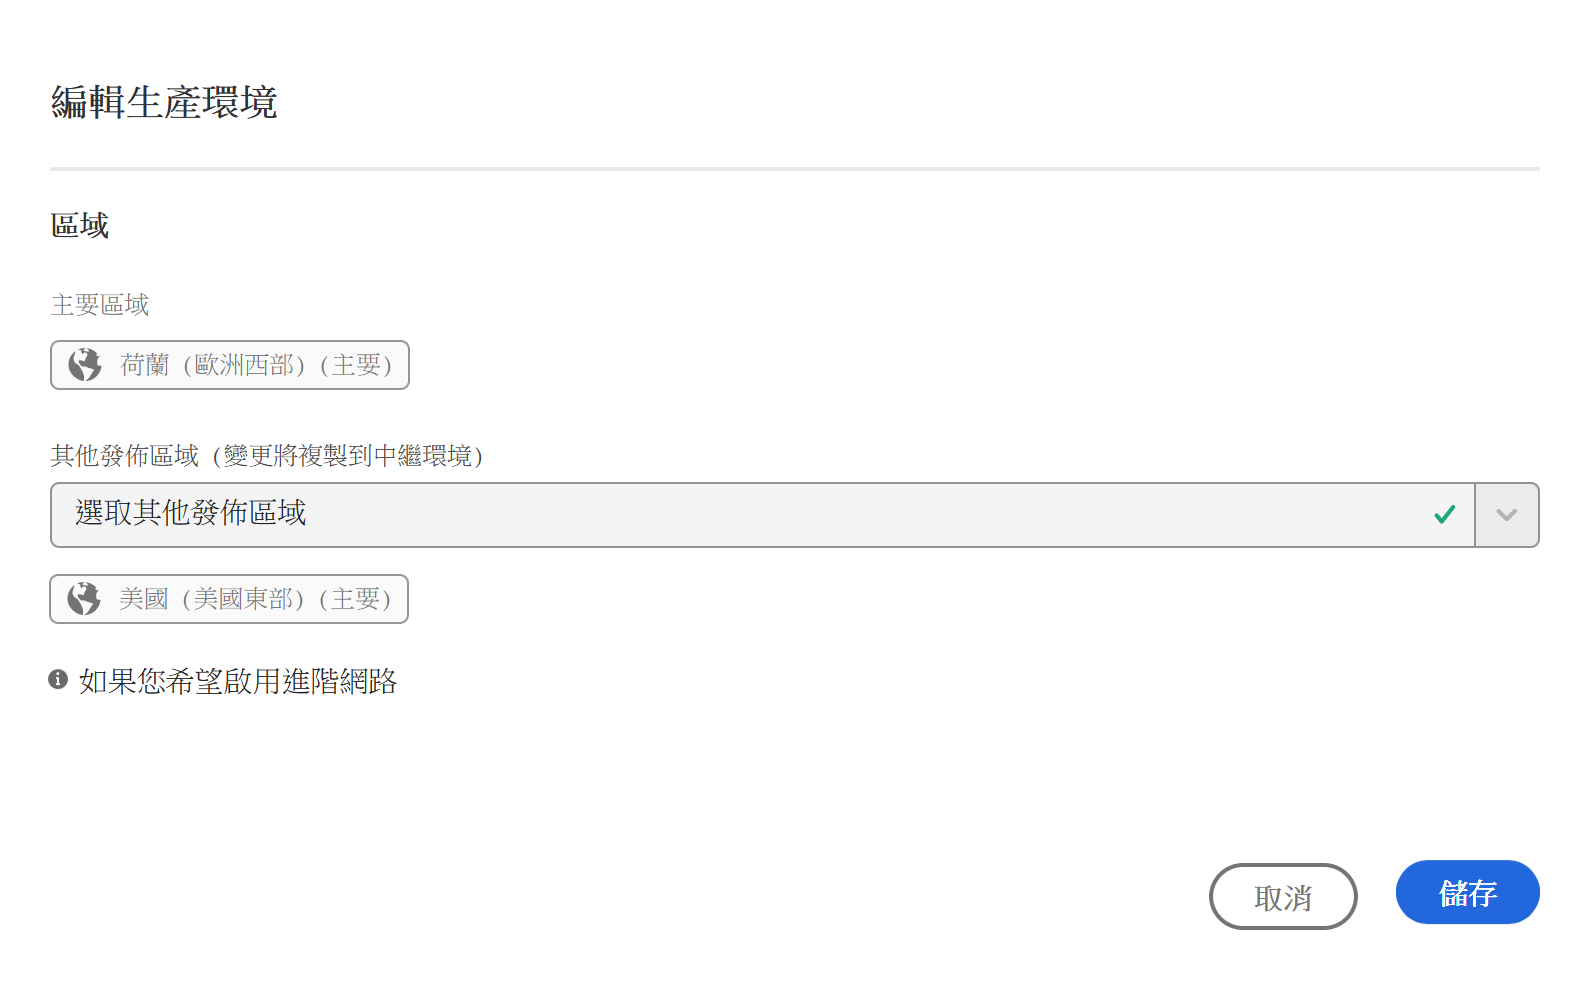 編輯生產環境
區域
主要區域
荷蘭（歐洲西部）（主要）
其他發佈區域（變更將複製到中繼環境）
選取其他發佈區域
美國（美國東部）（主要）
如果您希望啟用進階網路
取消
儲存